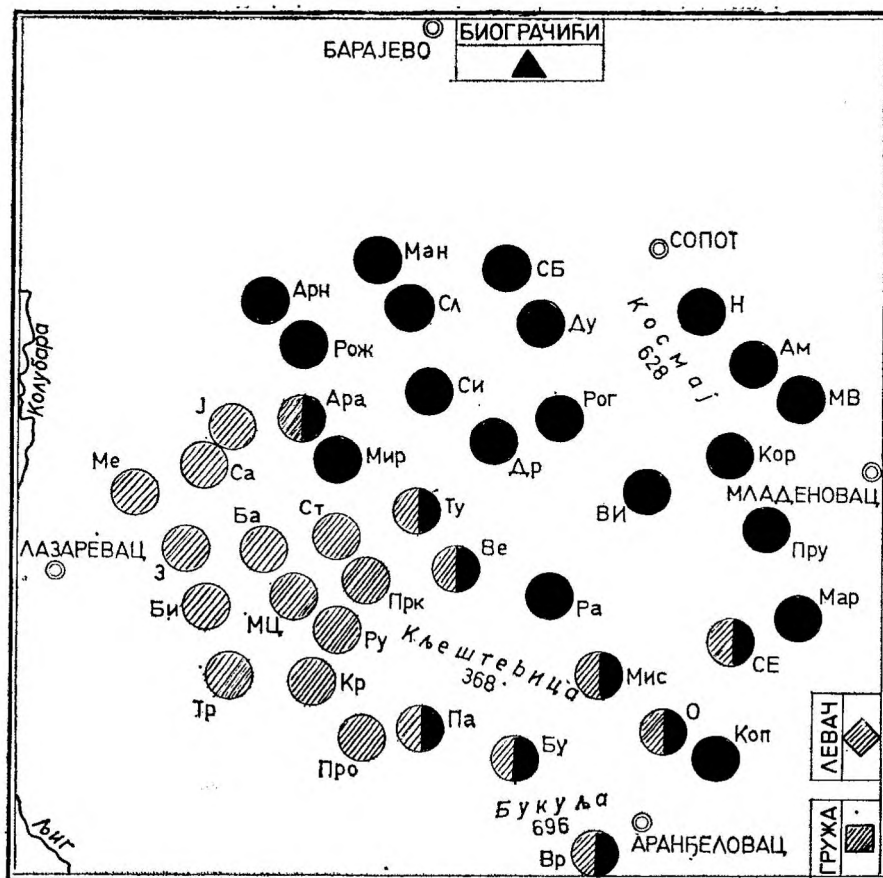 БАРАЈЕВО
БИОГРАЧИЋИ
Ман
СБ
СОПОТ
Арн
Сл
Ду
Н
Рож
Космај
628
Ам
Колубара
Си
МВ
Ј
Ара
Рог
Са
Мир
Др
Кор
Ме
МЛАДЕНОВАЦ
ВИ
Ба
Ст
Ту
Пру
ЛАЗАРЕВАЦ
З
Ве
Би
МЦ
Прк
Ра
Мар
Ру
Кљештевица
368
СЕ
Тр
Кр
Мис
Про
Па
Бу
О
Коп
ЛЕВАЧ
Букуља
696
Љиг
Вр
АРАНЂЕЛОВАЦ
ГРУЖА